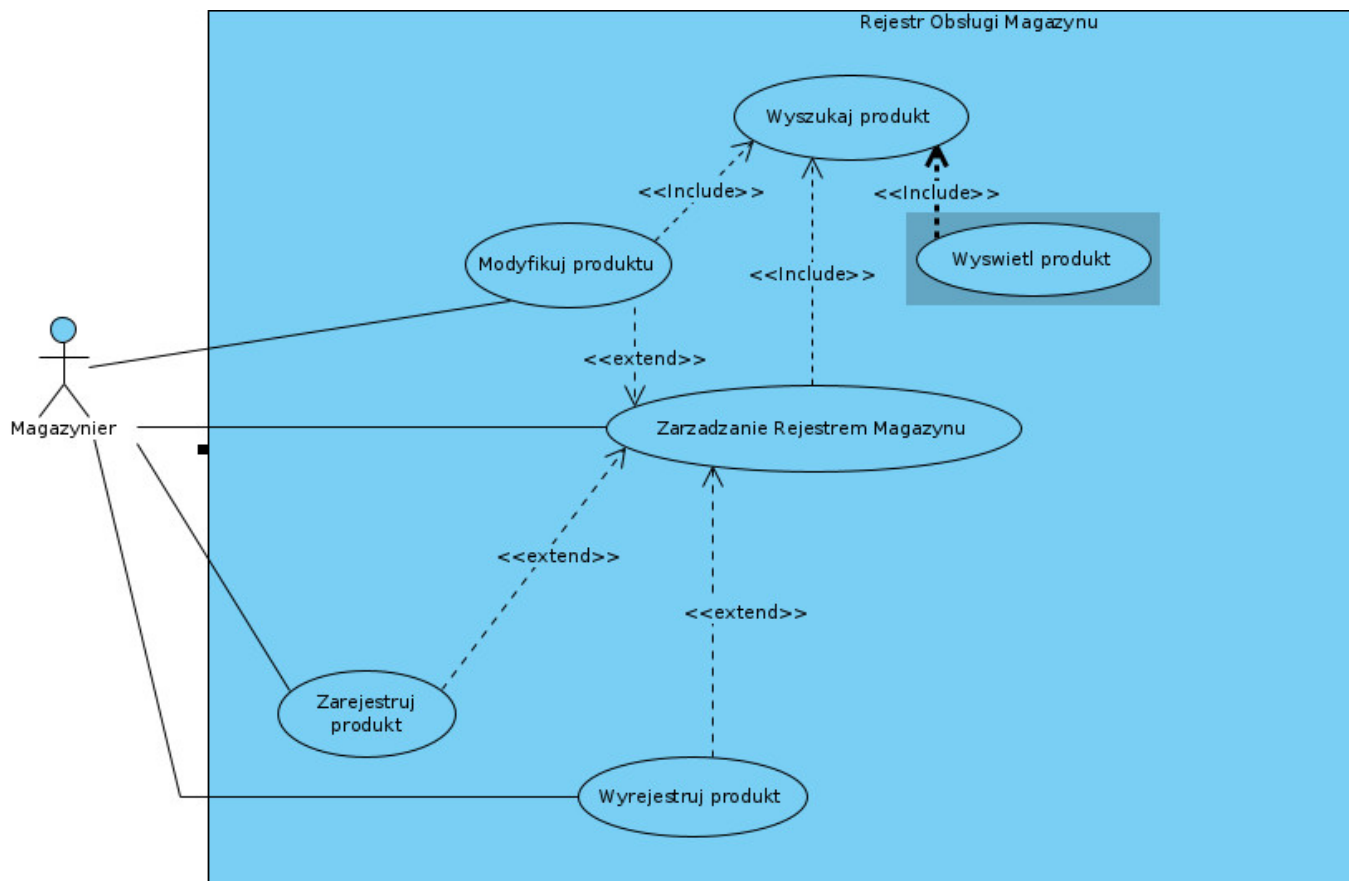 Rejestr Obsługi Magazynu
Wyszukaj produkt
<<Include>>
<<Include>>
Modyfikuj produktu
Wyswietl produkt
<<Include>>
<<extend>>
Magazynier
Zarzadzanie Rejestrem Magazynu
<<extend>>
<<extend>>
Zarejestruj
produkt
Wyrejestruj produkt